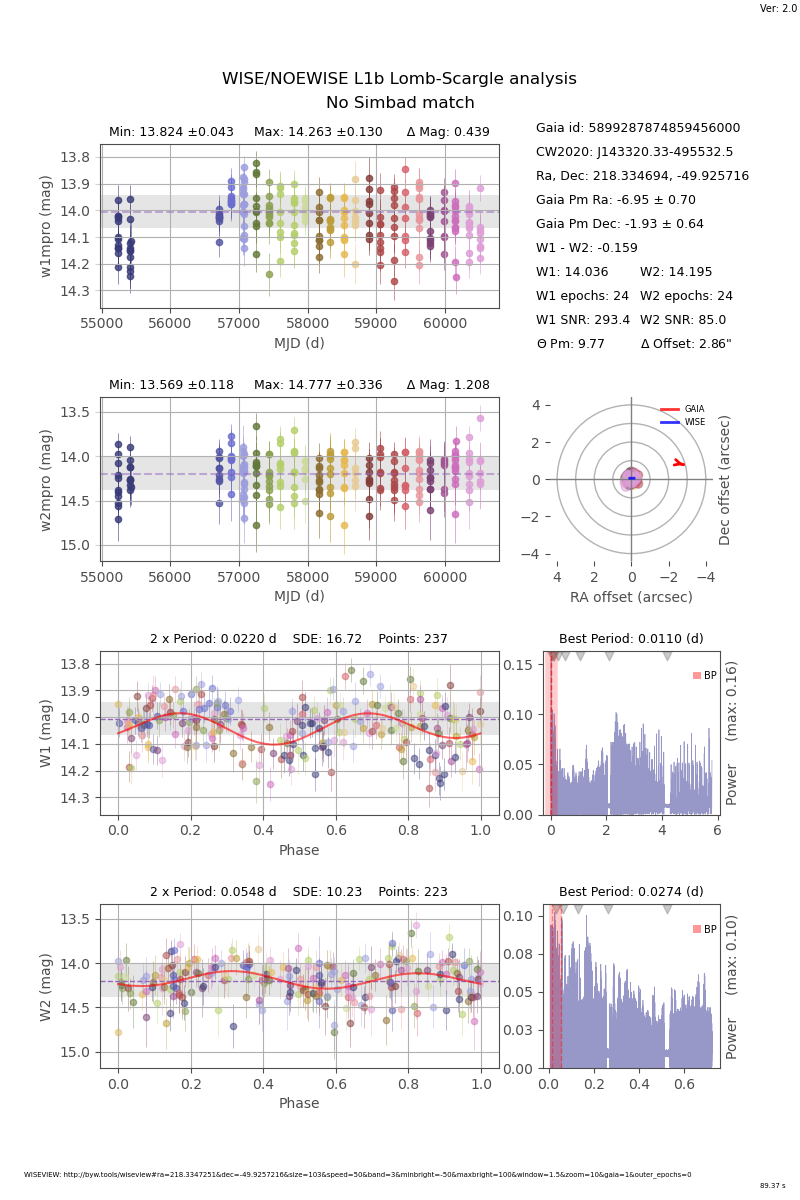 Ver: 2.0
WISE/NOEWISE L1b Lomb-Scargle analysis
No Simbad match
Min: 13.824 ±0.043 Max: 14.263 ±0.130 Δ Mag: 0.439
13.8
13.9
14.0
14.1
14.2
14.3
w1mpro (mag)
55000 56000 57000 58000 59000 60000
MJD (d)
Gaia id: 5899287874859456000
CW2020: J143320.33-495532.5
Ra, Dec: 218.334694, -49.925716
Gaia Pm Ra: -6.95 ± 0.70
Gaia Pm Dec: -1.93 ± 0.64
W1 - W2: -0.159
W1: 14.036 W2: 14.195
W1 epochs: 24 W2 epochs: 24
W1 SNR: 293.4 W2 SNR: 85.0
Θ Pm: 9.77 Δ Offset: 2.86"
Min: 13.569 ±0.118 Max: 14.777 ±0.336 Δ Mag: 1.208
13.5
14.0
14.5
15.0
w2mpro (mag)
55000 56000 57000 58000 59000 60000
MJD (d)
GAIA
WISE
4
2
0
−2
−4
4 2 0 −2 −4
RA offset (arcsec)
Dec offset (arcsec)
2 x Period: 0.0220 d SDE: 16.72 Points: 237
13.8
13.9
14.0
14.1
14.2
14.3
W1 (mag)
0.0 0.2 0.4 0.6 0.8 1.0
Phase
Best Period: 0.0110 (d)
BP
0.15
0.10
0.05
0.00
0 2 4 6
Power (max: 0.16)
2 x Period: 0.0548 d SDE: 10.23 Points: 223
13.5
14.0
14.5
15.0
W2 (mag)
0.0 0.2 0.4 0.6 0.8 1.0
Phase
Best Period: 0.0274 (d)
BP
0.10
0.08
0.05
0.03
0.00
0.0 0.2 0.4 0.6
Power (max: 0.10)
WISEVIEW: http://byw.tools/wiseview#ra=218.3347251&dec=-49.9257216&size=103&speed=50&band=3&minbright=-50&maxbright=100&window=1.5&zoom=10&gaia=1&outer_epochs=0
89.37 s